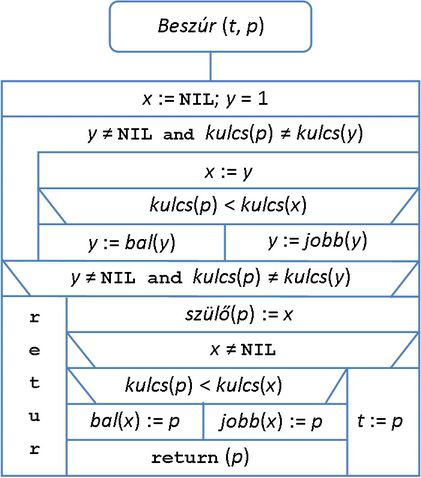 Beszúr (t, p)
x := NIL; y = 1
y ≠ NIL and kulcs(p) ≠ kulcs(y)
x := y
kulcs(p) < kulcs(x)
y := bal(y) y := jobb(y)
y ≠ NIL and kulcs(p) ≠ kulcs(y)
retur
szülő(p) := x
x ≠ NIL
kulcs(p) < kulcs(x)
bal(x) := p jobb(x) := p t := p
return (p)